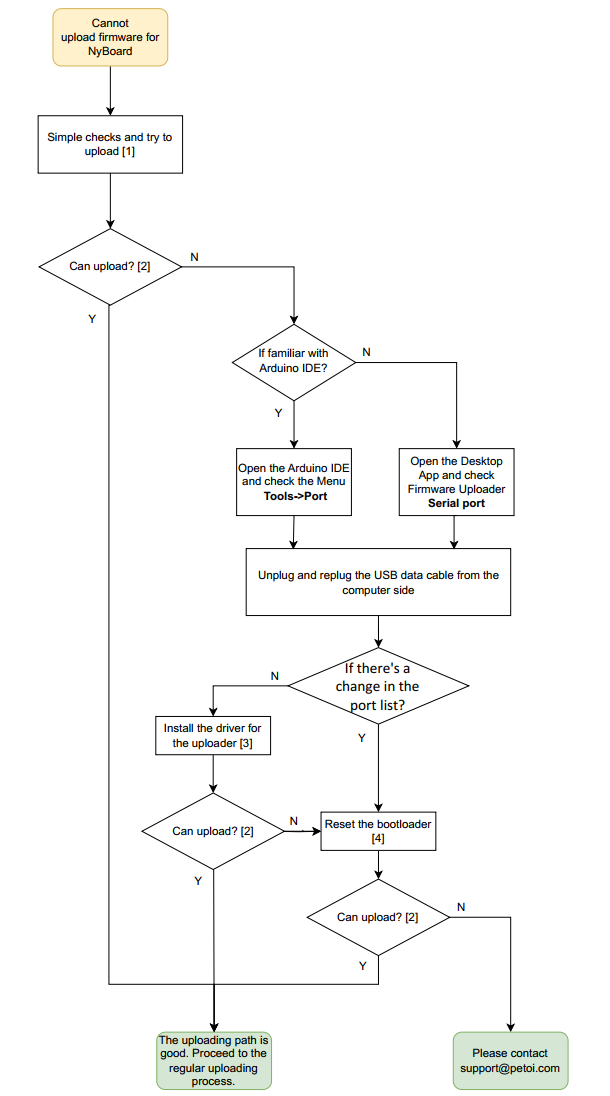 Cannot
upload firmware for
NyBoard
Simple checks and try to
upload [1]
Can upload? [2]
N
Y
If familiar with
Arduino IDE?
N
Y
Open the Arduino IDE
and check the Menu
Tools->Port
Open the Desktop
App and check
Firmware Uploader
Serial port
Unplug and replug the USB data cable from the
computer side
If there's a
change in the
port list?
N
Y
Install the driver for
the uploader [3]
Can upload? [2]
N
Y
Reset the bootloader
[4]
Can upload? [2]
N
Y
The uploading path is
good. Proceed to the
regular uploading
process.
Please contact
support@petoi.com